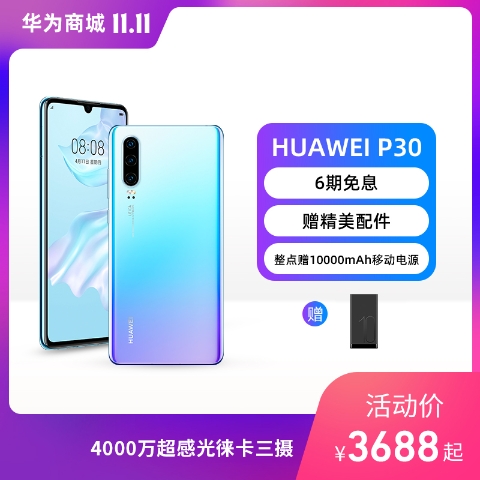 华为商城 11.11
08:08
HUAWEI
HUAWEI P30
6期免息
赠精美配件
整点赠10000mAh移动电源
赠
4000万超感光徕卡三摄
活动价
¥3688起